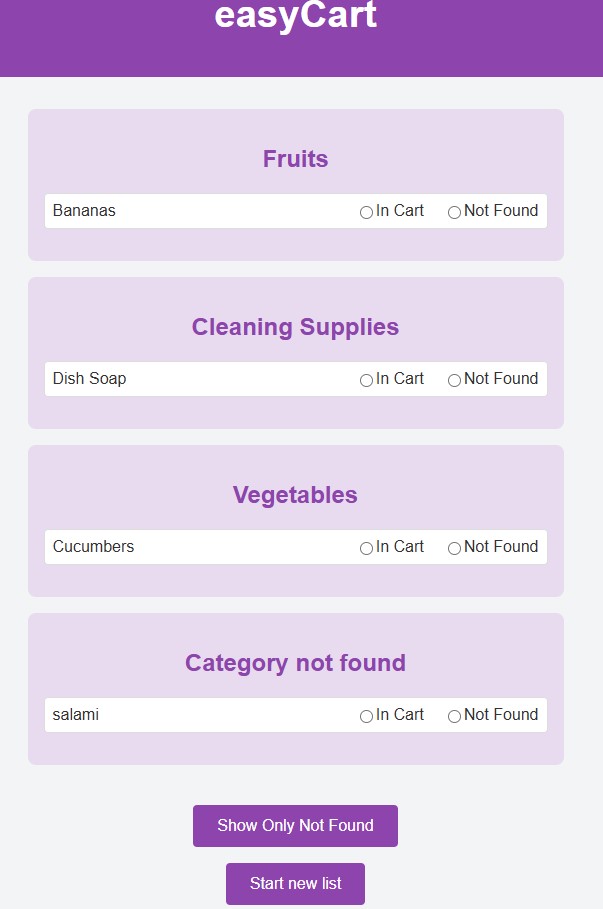 easyCart
Fruits
Bananas In Cart Not Found
Cleaning Supplies
Dish Soap In Cart Not Found
Vegetables
Cucumbers In Cart Not Found
Category not found
salami In Cart Not Found
Show Only Not Found
Start new list